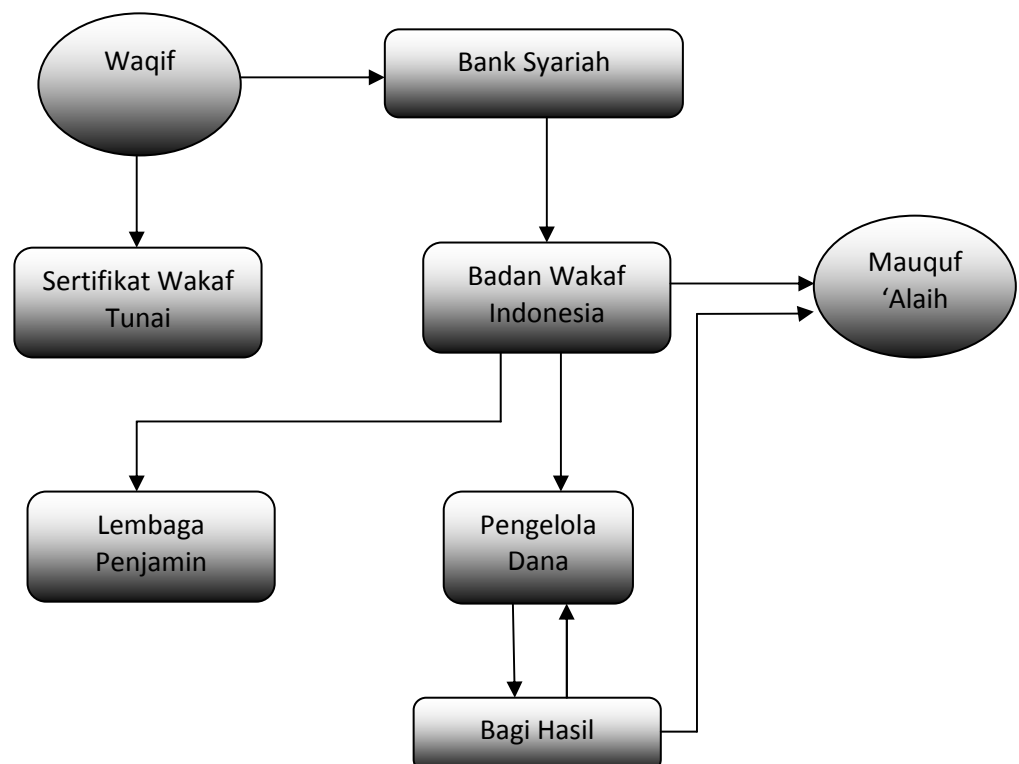 Waqif
Bank Syariah
Sertifikat Wakaf
Tunai
Badan Wakaf
Indonesia
Mauquf
‘Alaih
Lembaga
Penjamin
Pengelola
Dana
Bagi Hasil